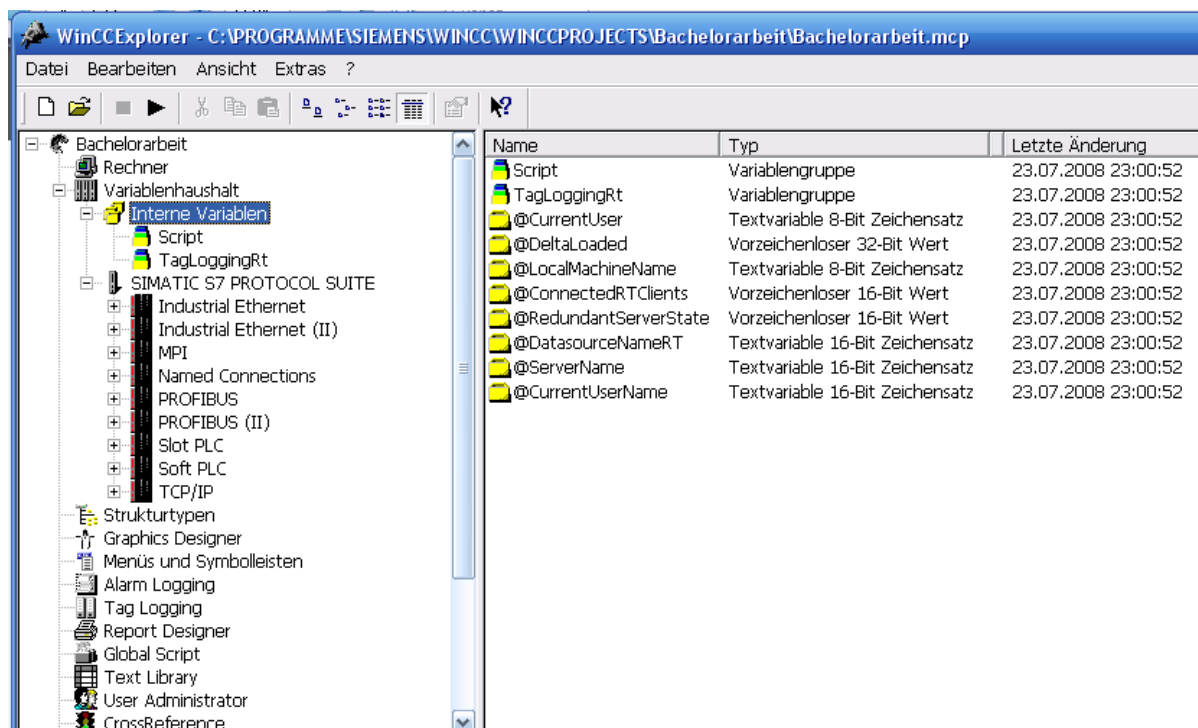 WinCCExplorer - C:\PROGRAMME\SIEMENS\WINCC\WINCCPROJECTS\Bachelorarbeit\Bachelorarbeit.mcp
Datei Bearbeiten Ansicht Extras ?
Bachelorarbeit
Rechner
Variablenhaushalt
Interne Variablen
Script
TagLoggingRt
SIMATIC S7 PROTOCOL SUITE
Industrial Ethernet
Industrial Ethernet (II)
MPI
Named Connections
PROFIBUS
PROFIBUS (II)
Slot PLC
Soft PLC
TCP/IP
Strukturtypen
Graphics Designer
Menüs und Symbolleisten
Alarm Logging
Tag Logging
Report Designer
Global Script
Text Library
User Administrator
CrossReference
Name Typ Letzte Änderung
Script Variablengruppe 23.07.2008 23:00:52
TagLoggingRt Variablengruppe 23.07.2008 23:00:52
@CurrentUser Textvariable 8-Bit Zeichensatz 23.07.2008 23:00:52
@DeltaLoaded Vorzeichenloser 32-Bit Wert 23.07.2008 23:00:52
@LocalMachineName Textvariable 8-Bit Zeichensatz 23.07.2008 23:00:52
@ConnectedRTClients Vorzeichenloser 16-Bit Wert 23.07.2008 23:00:52
@RedundantServerState Vorzeichenloser 16-Bit Wert 23.07.2008 23:00:52
@DatasourceNameRT Textvariable 16-Bit Zeichensatz 23.07.2008 23:00:52
@ServerName Textvariable 16-Bit Zeichensatz 23.07.2008 23:00:52
@CurrentUserName Textvariable 16-Bit Zeichensatz 23.07.2008 23:00:52